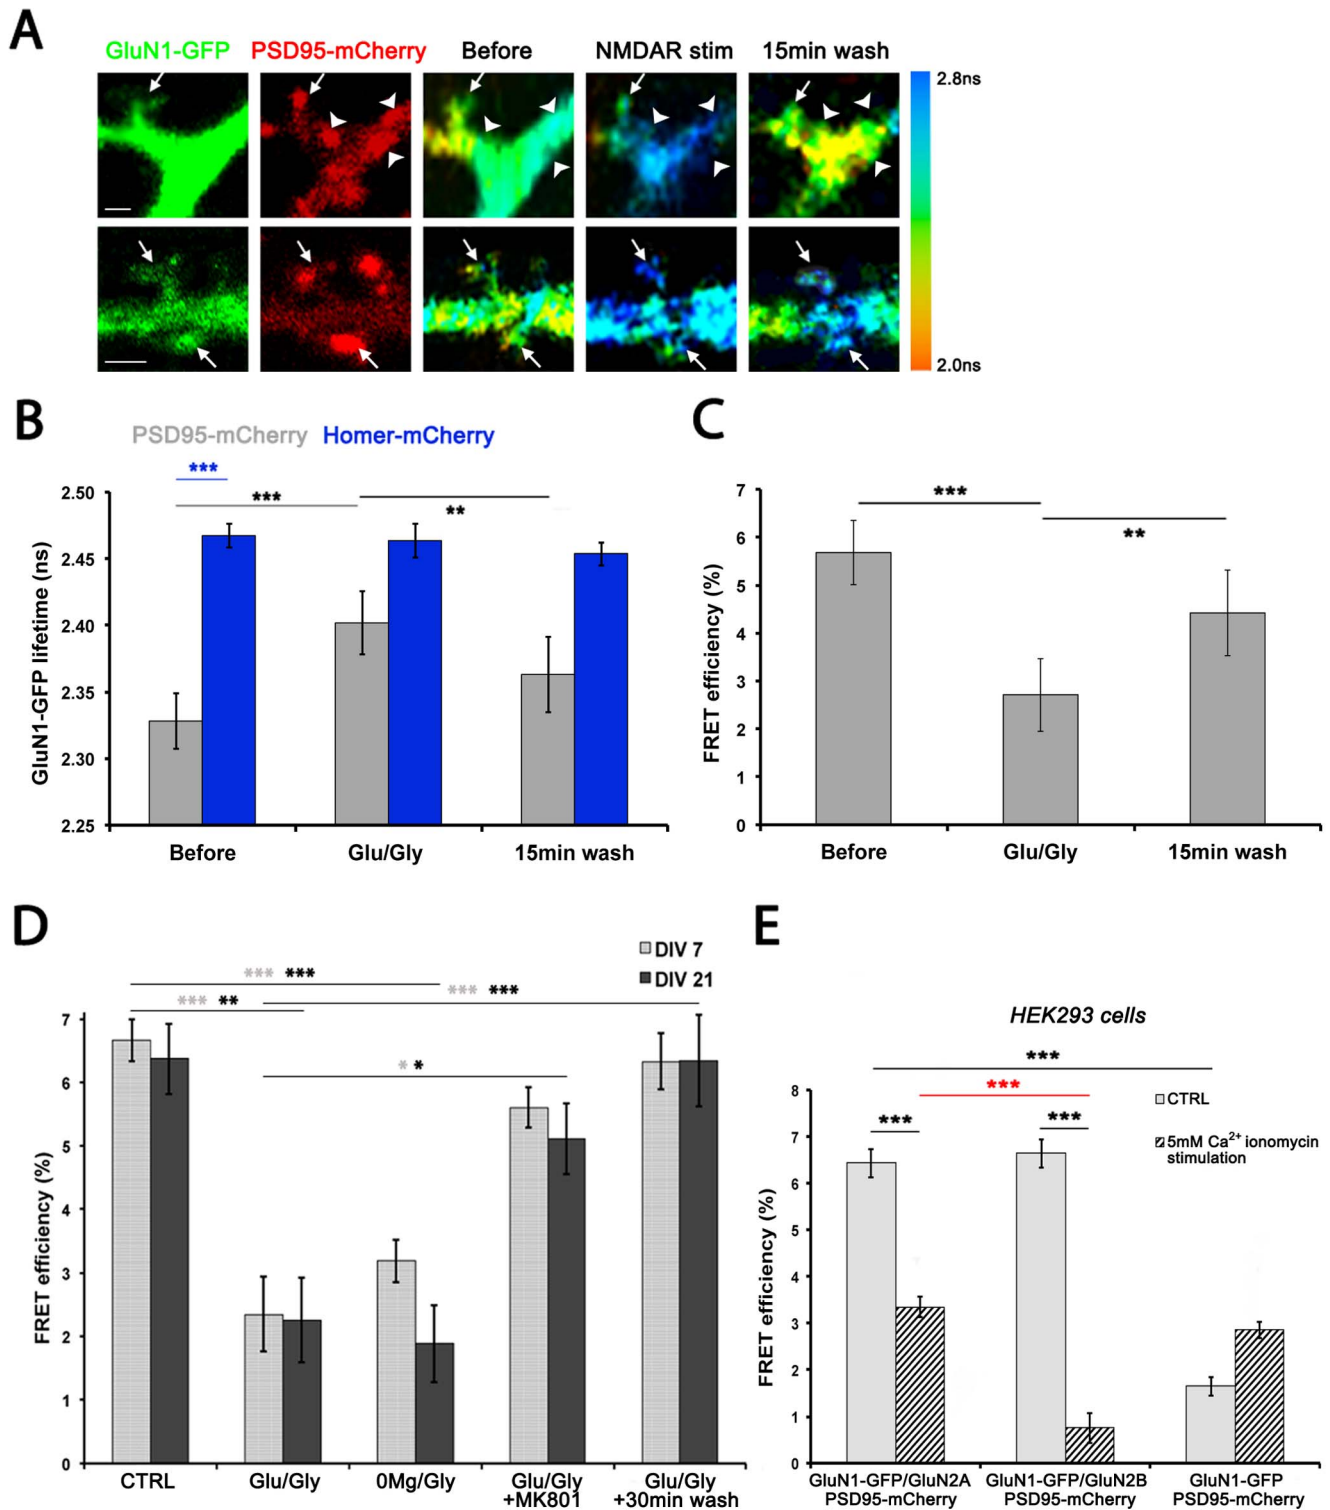 A
GluN1-GFP PSD95-mCherry Before NMDAR stim 15min wash
2.8ns
2.0ns
B
PSD95-mCherry Homer-mCherry
***
***
**
GluN1-GFP lifetime (ns)
2.50
2.45
2.40
2.35
2.30
2.25
Before Glu/Gly 15min wash
C
***
**
FRET efficiency (%)
7
6
5
4
3
2
1
0
Before Glu/Gly 15min wash
D
DIV 7
DIV 21
*** ***
*** ***
*** **
* *
FRET efficiency (%)
7
6
5
4
3
2
1
0
CTRL Glu/Gly 0Mg/Gly Glu/Gly Glu/Gly
+MK801 +30min wash
E
HEK293 cells
***
***
*** ***
CTRL
5mM Ca²⁺ ionomycin
stimulation
FRET efficiency (%)
8
7
6
5
4
3
2
1
0
GluN1-GFP/GluN2A GluN1-GFP/GluN2B GluN1-GFP
PSD95-mCherry PSD95-mCherry PSD95-mCherry